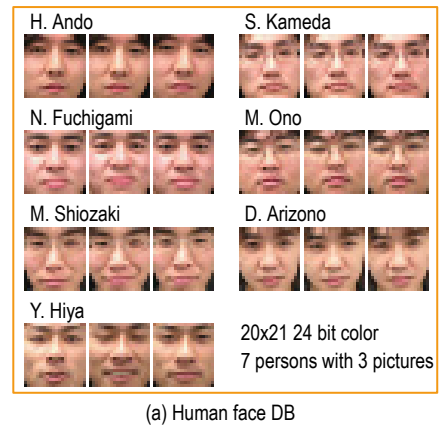 H. Ando
S. Kameda
N. Fuchigami
M. Ono
M. Shiozaki
D. Arizono
Y. Hiya
20x21 24 bit color
7 persons with 3 pictures
(a) Human face DB